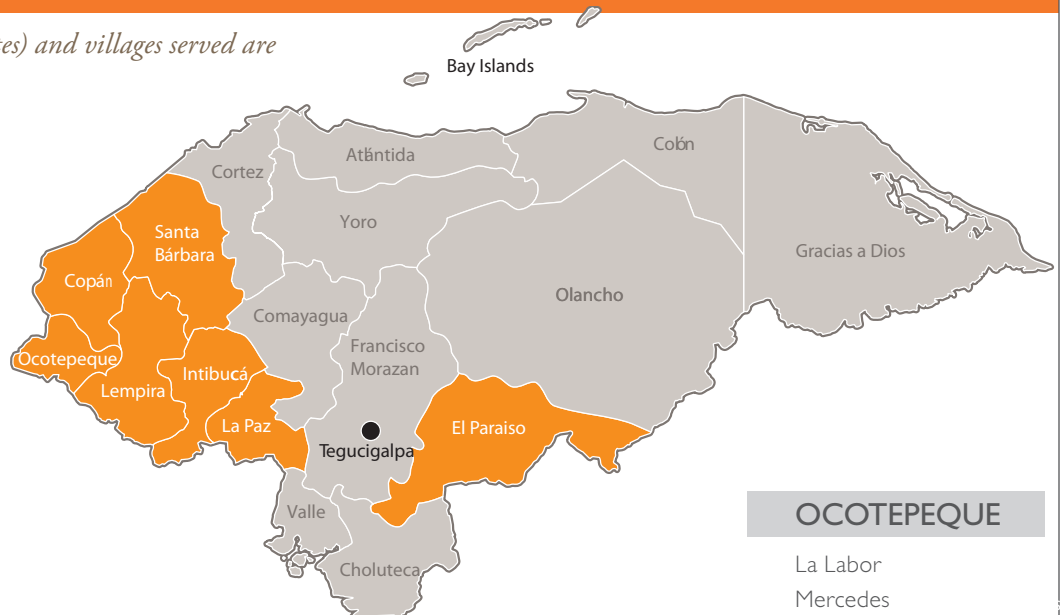 tes) and villages served are
Bay Islands
Atlántida
Colón
Cortez
Yoro
Santa
Bárbara
Gracias a Dios
Copán
Olancho
Comayagua
Francisco
Morazan
Ocotepeque
Intibucá
Lempira
La Paz
El Paraiso
Tegucigalpa
Valle
Choluteca
OCOTEPEQUE
La Labor
Mercedes